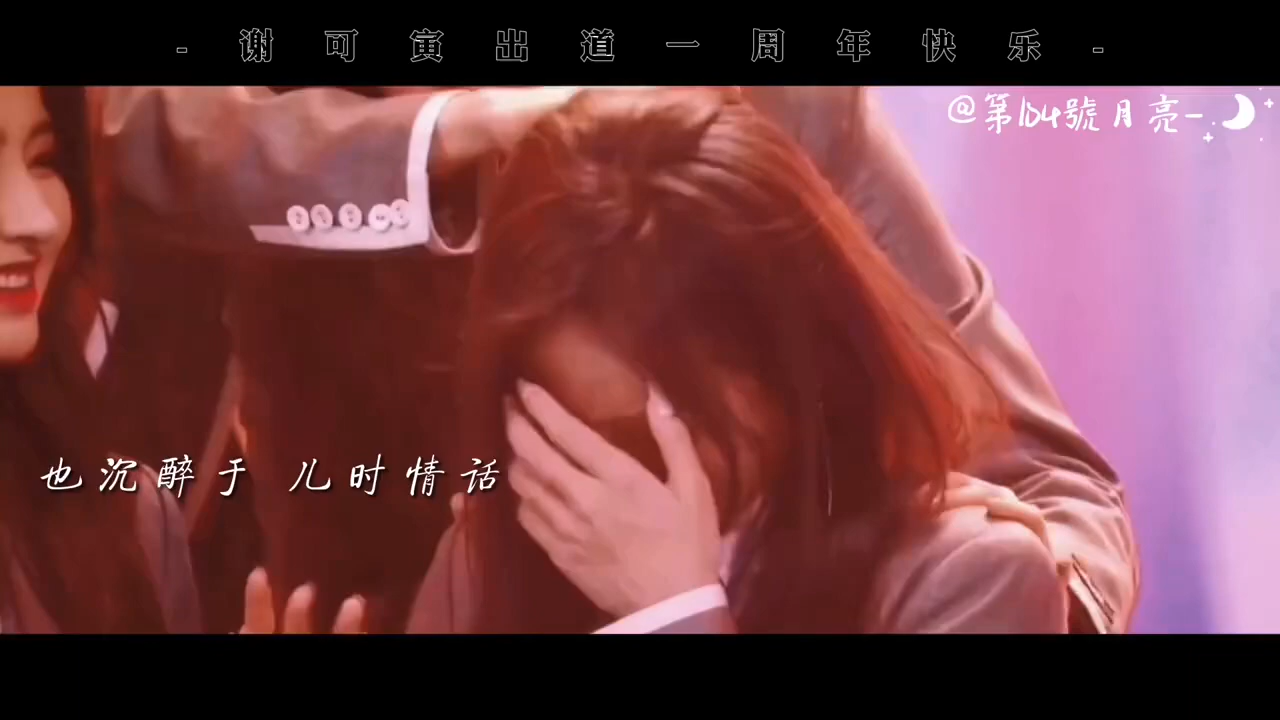 - 谢可寅出道一周年快乐 -
@第104號月亮一
也沉醉于 儿时情话